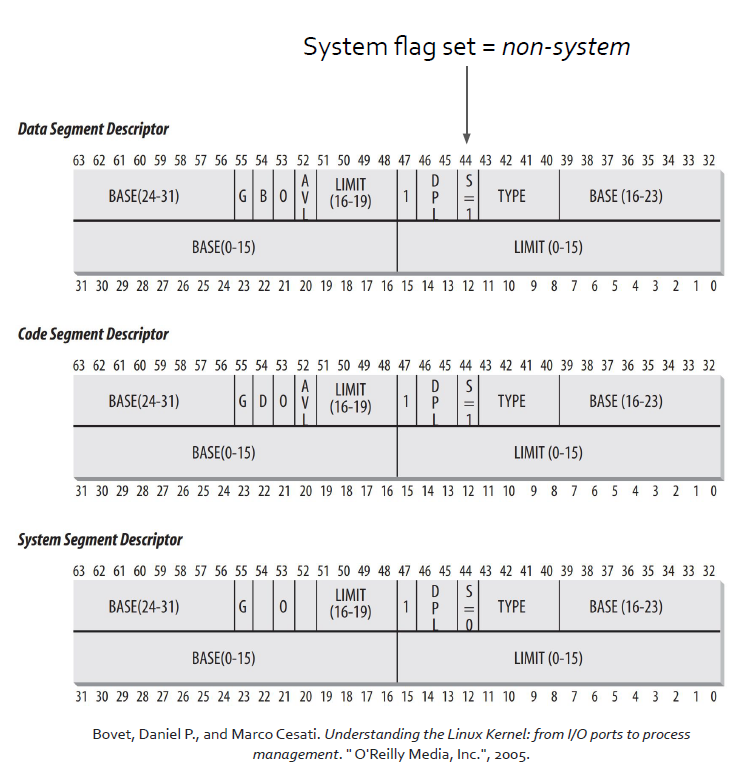 System flag set = non-system
Data Segment Descriptor
63 62 61 60 59 58 57 56 55 54 53 52 51 50 49 48 47 46 45 44 43 42 41 40 39 38 37 36 35 34 33 32
BASE(24-31) G B 0 AVL LIMIT (16-19) 1 DPL S=1 TYPE BASE (16-23)
BASE(0-15) LIMIT (0-15)
31 30 29 28 27 26 25 24 23 22 21 20 19 18 17 16 15 14 13 12 11 10 9 8 7 6 5 4 3 2 1 0
Code Segment Descriptor
63 62 61 60 59 58 57 56 55 54 53 52 51 50 49 48 47 46 45 44 43 42 41 40 39 38 37 36 35 34 33 32
BASE(24-31) G D 0 AVL LIMIT (16-19) 1 DPL S=1 TYPE BASE (16-23)
BASE(0-15) LIMIT (0-15)
31 30 29 28 27 26 25 24 23 22 21 20 19 18 17 16 15 14 13 12 11 10 9 8 7 6 5 4 3 2 1 0
System Segment Descriptor
63 62 61 60 59 58 57 56 55 54 53 52 51 50 49 48 47 46 45 44 43 42 41 40 39 38 37 36 35 34 33 32
BASE(24-31) G 0 LIMIT (16-19) 1 DPL S=0 TYPE BASE (16-23)
BASE(0-15) LIMIT (0-15)
31 30 29 28 27 26 25 24 23 22 21 20 19 18 17 16 15 14 13 12 11 10 9 8 7 6 5 4 3 2 1 0
Bovet, Daniel P., and Marco Cesati. Understanding the Linux Kernel: from I/O ports to process
management. " O'Reilly Media, Inc.", 2005.